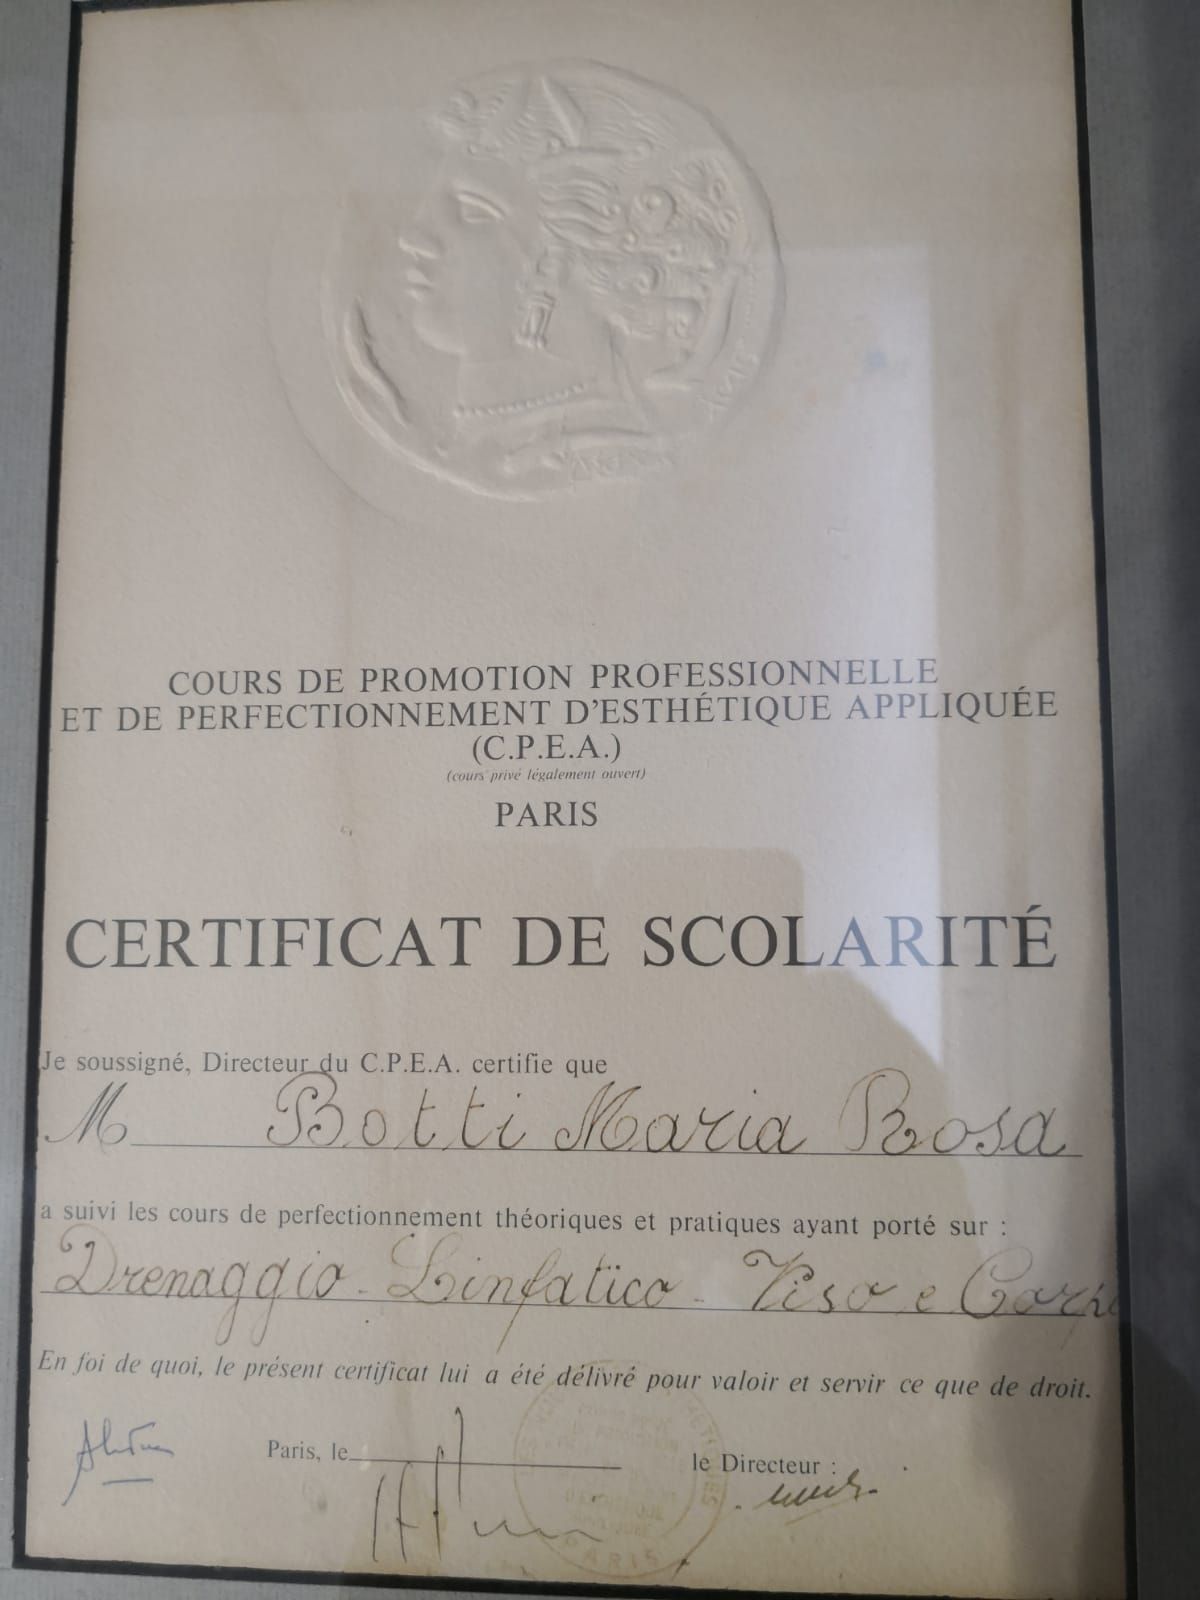 COURS DE PROMOTION PROFESSIONNELLE
ET DE PERFECTIONNEMENT D'ESTHÉTIQUE APPLIQUÉE
(C.P.E.A.)
(cours privé légalement ouvert)
PARIS
CERTIFICAT DE SCOLARITÉ
Je soussigné, Directeur du C.P.E.A. certifie que
M Botti Maria Rosa
a suivi les cours de perfectionnement théoriques et pratiques ayant porté sur :
Drenaggio - Linfatico - Viso e Corpo
En foi de quoi, le présent certificat lui a été délivré pour valoir et servir ce que de droit.
Paris, le
le Directeur :
PARIS